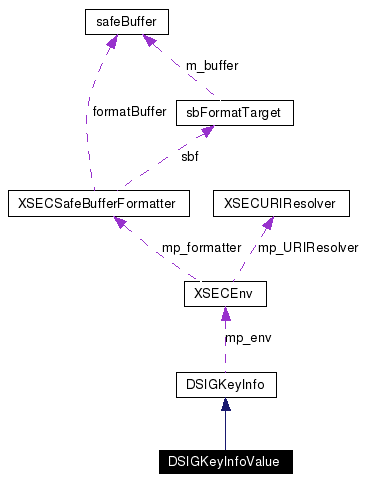 safeBuffer
m_buffer
formatBuffer
sbFormatTarget
sbf
XSECSafeBufferFormatter
XSECURIResolver
mp_formatter
mp_URIResolver
XSECEnv
mp_env
DSIGKeyInfo
DSIGKeyInfoValue